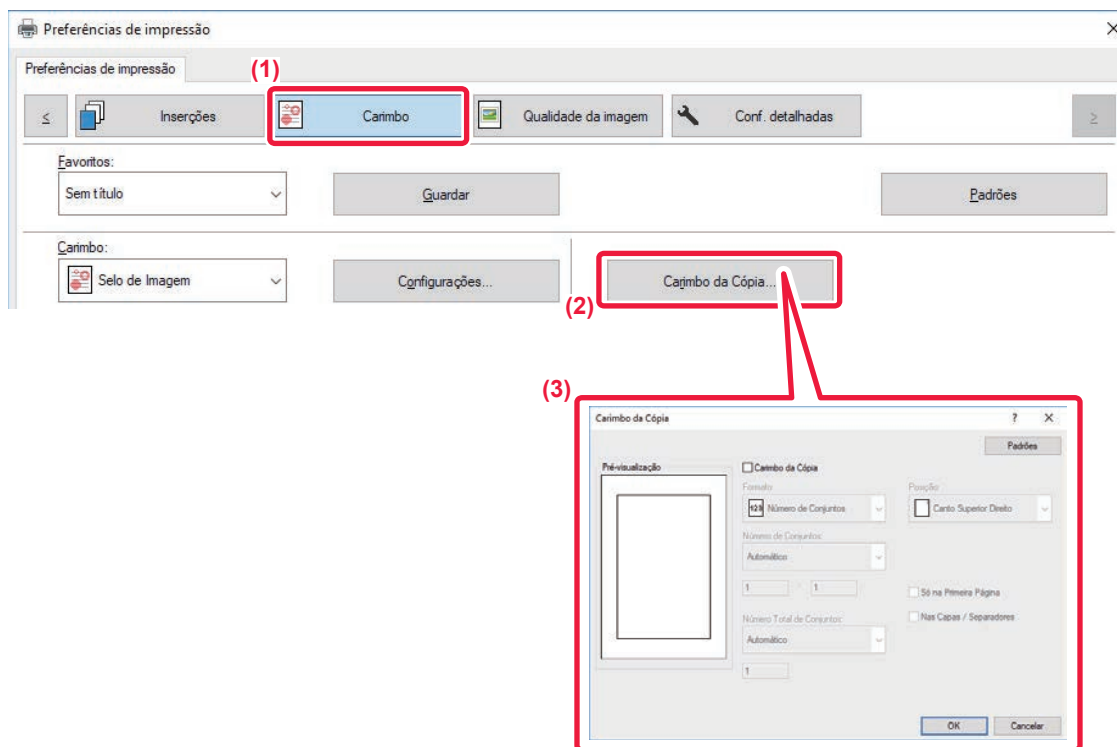 Preferências de impressão
Preferências de impressão
(1)
≤ Inserções Carimbo Qualidade da imagem Conf. detalhadas ≥
Favoritos:
Sem título Guardar Padrões
Carimbo:
Selo de Imagem Configurações... Carimbo da Cópia...
(2)
(3)
Carimbo da Cópia ? X
Padrões
Pré-visualização Carimbo da Cópia
Formato: Posição:
123 Número de Conjuntos Canto Superior Direito
Número de Conjuntos:
Automático
1 - 1 Só na Primeira Página
Número Total de Conjuntos: Nas Capas / Separadores
Automático
1
OK Cancelar